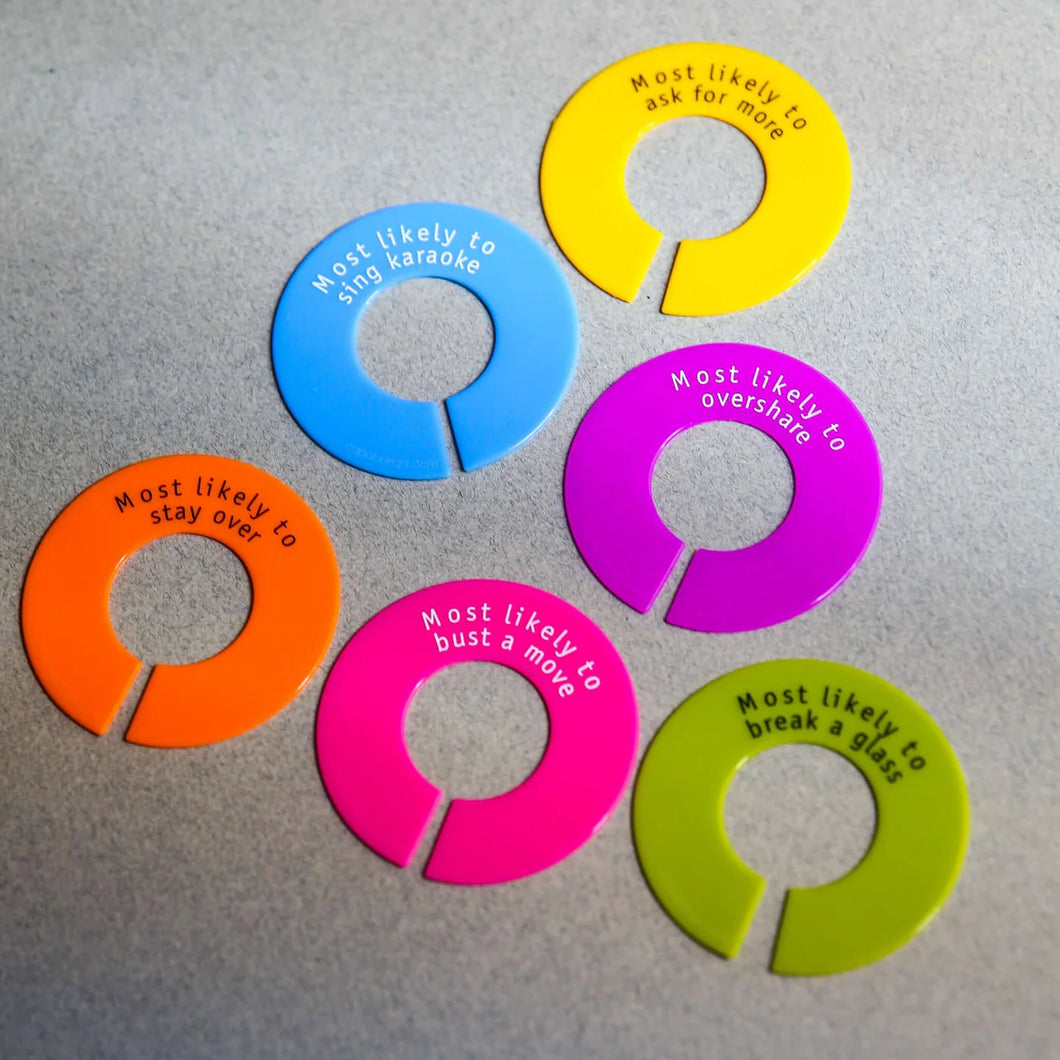 Most likely to
ask for more
Most likely to
sing karaoke
Most likely to
overshare
Most likely to
stay over
Most likely to
bust a move
Most likely to
break a glass